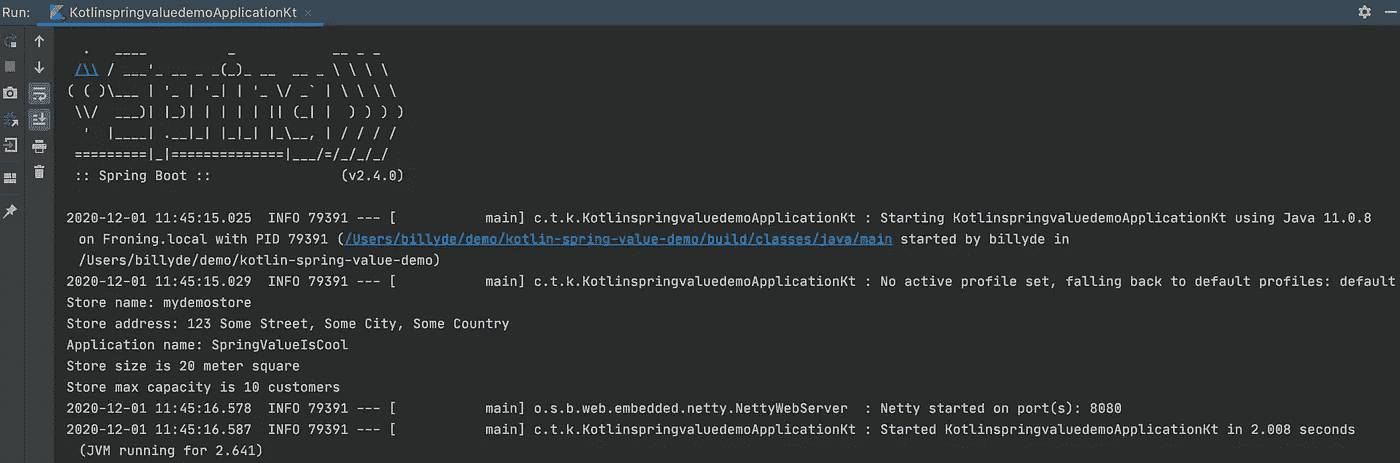 Run: KotlinspringvaluedemoApplicationKt ×
  .   ____          _            __ _ _
 /\\ / ___'_ __ _ _(_)_ __  __ _ \ \ \ \
( ( )\___ | '_ | '_| | '_ \/ _` | \ \ \ \
 \\/  ___)| |_)| | | | | || (_| |  ) ) ) )
  '  |____| .__|_| |_|_| |_\__, | / / / /
 =========|_|==============|___/=/_/_/_/
 :: Spring Boot ::                (v2.4.0)
2020-12-01 11:45:15.025  INFO 79391 --- [           main] c.t.k.KotlinspringvaluedemoApplicationKt : Starting KotlinspringvaluedemoApplicationKt using Java 11.0.8
on Froning.local with PID 79391 (/Users/billyde/demo/kotlin-spring-value-demo/build/classes/java/main started by billyde in
/Users/billyde/demo/kotlin-spring-value-demo)
2020-12-01 11:45:15.029  INFO 79391 --- [           main] c.t.k.KotlinspringvaluedemoApplicationKt : No active profile set, falling back to default profiles: default
Store name: mydemostore
Store address: 123 Some Street, Some City, Some Country
Application name: SpringValueIsCool
Store size is 20 meter square
Store max capacity is 10 customers
2020-12-01 11:45:16.578  INFO 79391 --- [           main] o.s.b.web.embedded.netty.NettyWebServer  : Netty started on port(s): 8080
2020-12-01 11:45:16.587  INFO 79391 --- [           main] c.t.k.KotlinspringvaluedemoApplicationKt : Started KotlinspringvaluedemoApplicationKt in 2.008 seconds
(JVM running for 2.641)